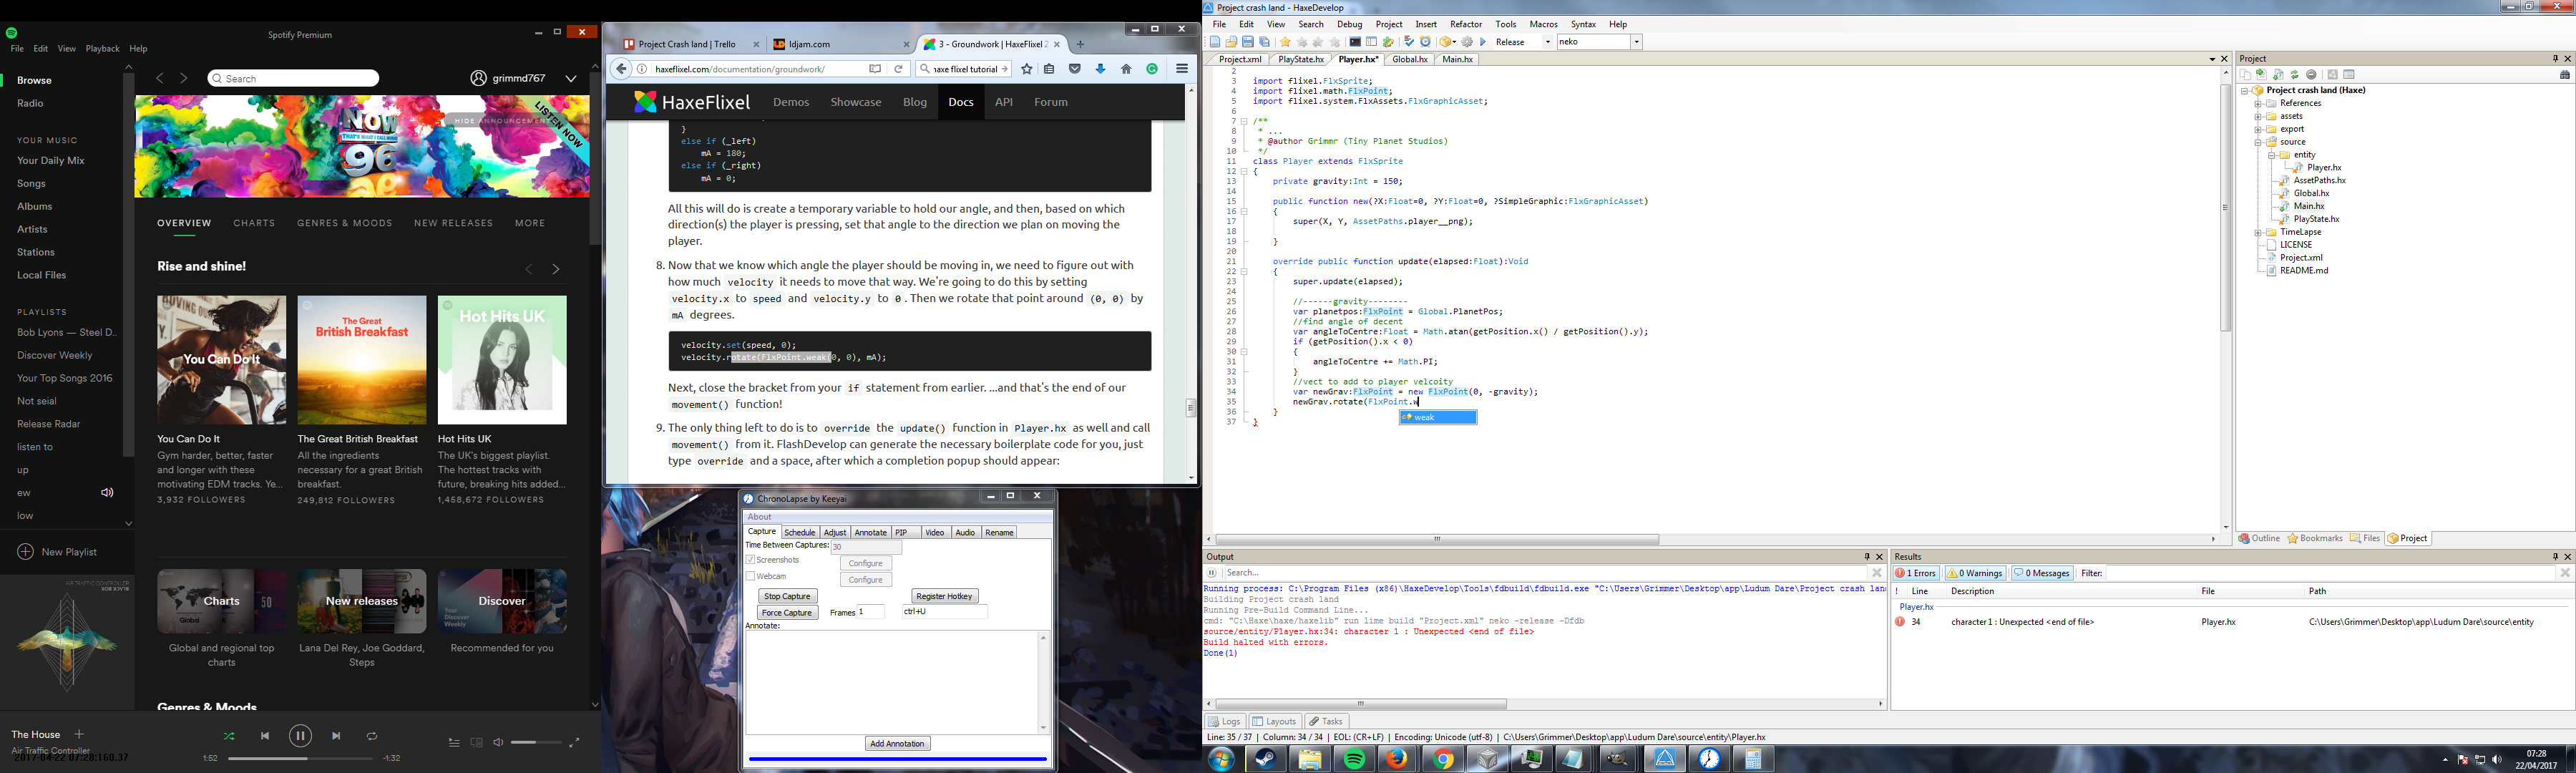 Spotify Premium
File Edit View Playback Help
Browse
Radio
YOUR MUSIC
Your Daily Mix
Songs
Albums
Artists
Stations
Local Files
PLAYLISTS
Bob Lyons — Steel D..
Discover Weekly
Your Top Songs 2016
Not seial
Release Radar
listen to
up
ew
low
New Playlist
Search
grimmd767
NOW
THAT'S WHAT I CALL MUSIC
96
HIDE ANNOUNCEMENT
LISTEN NOW
OVERVIEW CHARTS GENRES & MOODS NEW RELEASES MORE
Rise and shine!
You Can Do It
The Great
British Breakfast
Hot Hits UK
You Can Do It
Gym harder, better, faster
and longer with these
motivating EDM tracks. Ye...
3,932 FOLLOWERS
The Great British Breakfast
All the ingredients
necessary for a great British
breakfast.
249,812 FOLLOWERS
Hot Hits UK
The UK's biggest playlist.
The hottest tracks with
future, breaking hits added...
1,458,672 FOLLOWERS
Charts
New releases
Discover
Global and regional top
charts
Lana Del Rey, Joe Goddard,
Steps
Recommended for you
Genres & Moods
AIR TRAFFIC CONTROLLER
BLACK BOX
The House
Air Traffic Controller
2017-04-22 07:28:160.37
1:52
-1:32
Project Crash land | Trello
ldjam.com
3 - Groundwork | HaxeFlixel 2
haxeflixel.com/documentation/groundwork/
haxe flixel tutorial
HaxeFlixel Demos Showcase Blog Docs API Forum
}
else if (_left)
mA = 180;
else if (_right)
mA = 0;
All this will do is create a temporary variable to hold our angle, and then, based on which
direction(s) the player is pressing, set that angle to the direction we plan on moving the
player.
8. Now that we know which angle the player should be moving in, we need to figure out with
how much velocity it needs to move that way. We're going to do this by setting
velocity.x to speed and velocity.y to 0 . Then we rotate that point around (0, 0) by
mA degrees.
velocity.set(speed, 0);
velocity.rotate(FlxPoint.weak(0, 0), mA);
Next, close the bracket from your if statement from earlier. ...and that's the end of our
movement() function!
9. The only thing left to do is to override the update() function in Player.hx as well and call
movement() from it. FlashDevelop can generate the necessary boilerplate code for you, just
type override and a space, after which a completion popup should appear:
ChronoLapse by Keeyai
About
Capture Schedule Adjust Annotate PIP Video Audio Rename
Time Between Captures: 30
Screenshots Configure
Webcam Configure
Stop Capture Register Hotkey
Force Capture Frames 1 ctrl+U
Annotate:
Add Annotation
Project crash land - HaxeDevelop
File Edit View Search Debug Project Insert Refactor Tools Macros Syntax Help
Release neko
Project.xml PlayState.hx Player.hx* Global.hx Main.hx
2
3 import flixel.FlxSprite;
4 import flixel.math.FlxPoint;
5 import flixel.system.FlxAssets.FlxGraphicAsset;
6
7 /**
8 * ...
9 * @author Grimmr (Tiny Planet Studios)
10 */
11 class Player extends FlxSprite
12 {
13 private gravity:Int = 150;
14
15 public function new(?X:Float=0, ?Y:Float=0, ?SimpleGraphic:FlxGraphicAsset)
16 {
17 super(X, Y, AssetPaths.player__png);
18
19 }
20
21 override public function update(elapsed:Float):Void
22 {
23 super.update(elapsed);
24
25 //------gravity--------
26 var planetpos:FlxPoint = Global.PlanetPos;
27 //find angle of decent
28 var angleToCentre:Float = Math.atan(getPosition.x() / getPosition().y);
29 if (getPosition().x < 0)
30 {
31 angleToCentre += Math.PI;
32 }
33 //vect to add to player velcoity
34 var newGrav:FlxPoint = new FlxPoint(0, -gravity);
35 newGrav.rotate(FlxPoint.w
36 }
37 }
weak
Project
Project crash land (Haxe)
References
assets
export
source
entity
Player.hx
AssetPaths.hx
Global.hx
Main.hx
PlayState.hx
TimeLapse
LICENSE
Project.xml
README.md
Outline Bookmarks Files Project
Output
Search...
Running process: C:\Program Files (x86)\HaxeDevelop\Tools\fdbuild\fdbuild.exe "C:\Users\Grimmer\Desktop\app\Ludum Dare\Project crash lan
Building Project crash land
Running Pre-Build Command Line...
cmd: "C:\Haxe\haxe/haxelib" run lime build "Project.xml" neko -release -Dfdb
source/entity/Player.hx:34: character 1 : Unexpected <end of file>
Build halted with errors.
Done(1)
Logs Layouts Tasks
Results
1 Errors 0 Warnings 0 Messages Filter:
! Line Description File Path
Player.hx
34 character 1 : Unexpected <end of file> Player.hx C:\Users\Grimmer\Desktop\app\Ludum Dare\source\entity
Line: 35 / 37 | Column: 34 / 34 | EOL: (CR+LF) | Encoding: Unicode (utf-8) | C:\Users\Grimmer\Desktop\app\Ludum Dare\source\entity\Player.hx
07:28
22/04/2017